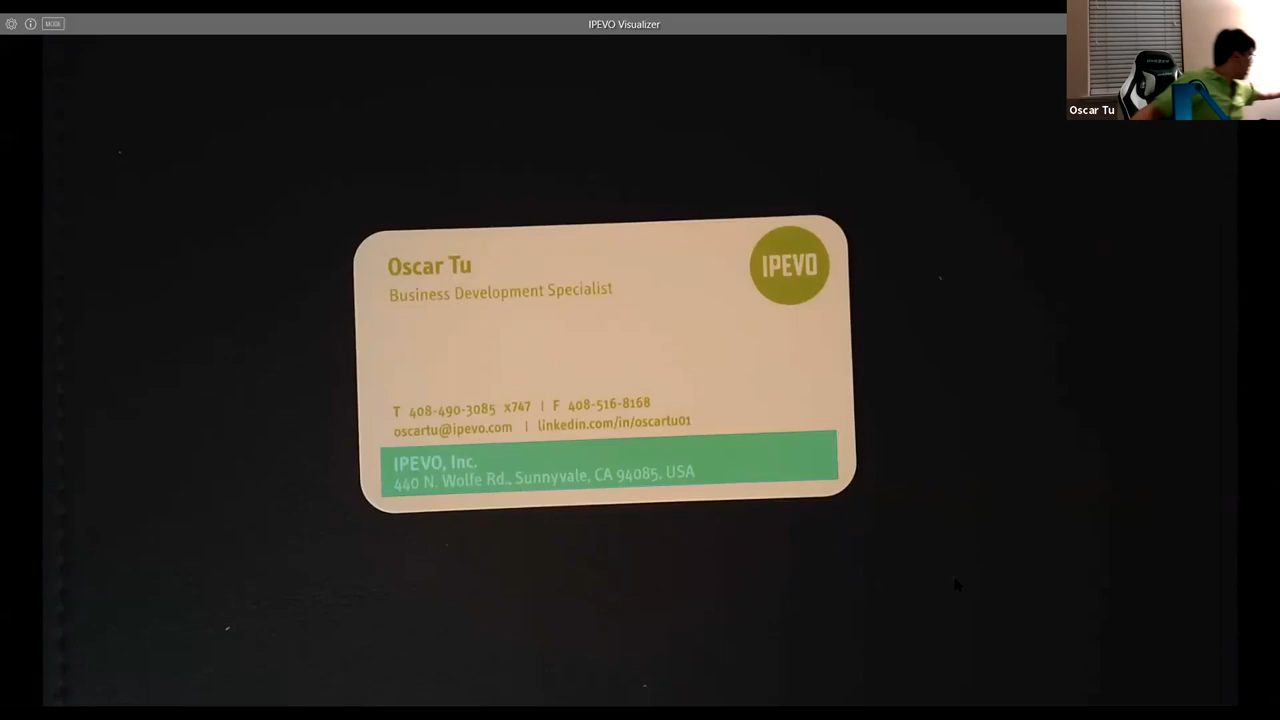 MODE
IPEVO Visualizer
Oscar Tu
Oscar Tu
IPEVO
Business Development Specialist
T 408-490-3085 x747 | F 408-516-8168
oscartu@ipevo.com | linkedin.com/in/oscartu01
IPEVO, Inc.
440 N. Wolfe Rd., Sunnyvale, CA 94085, USA